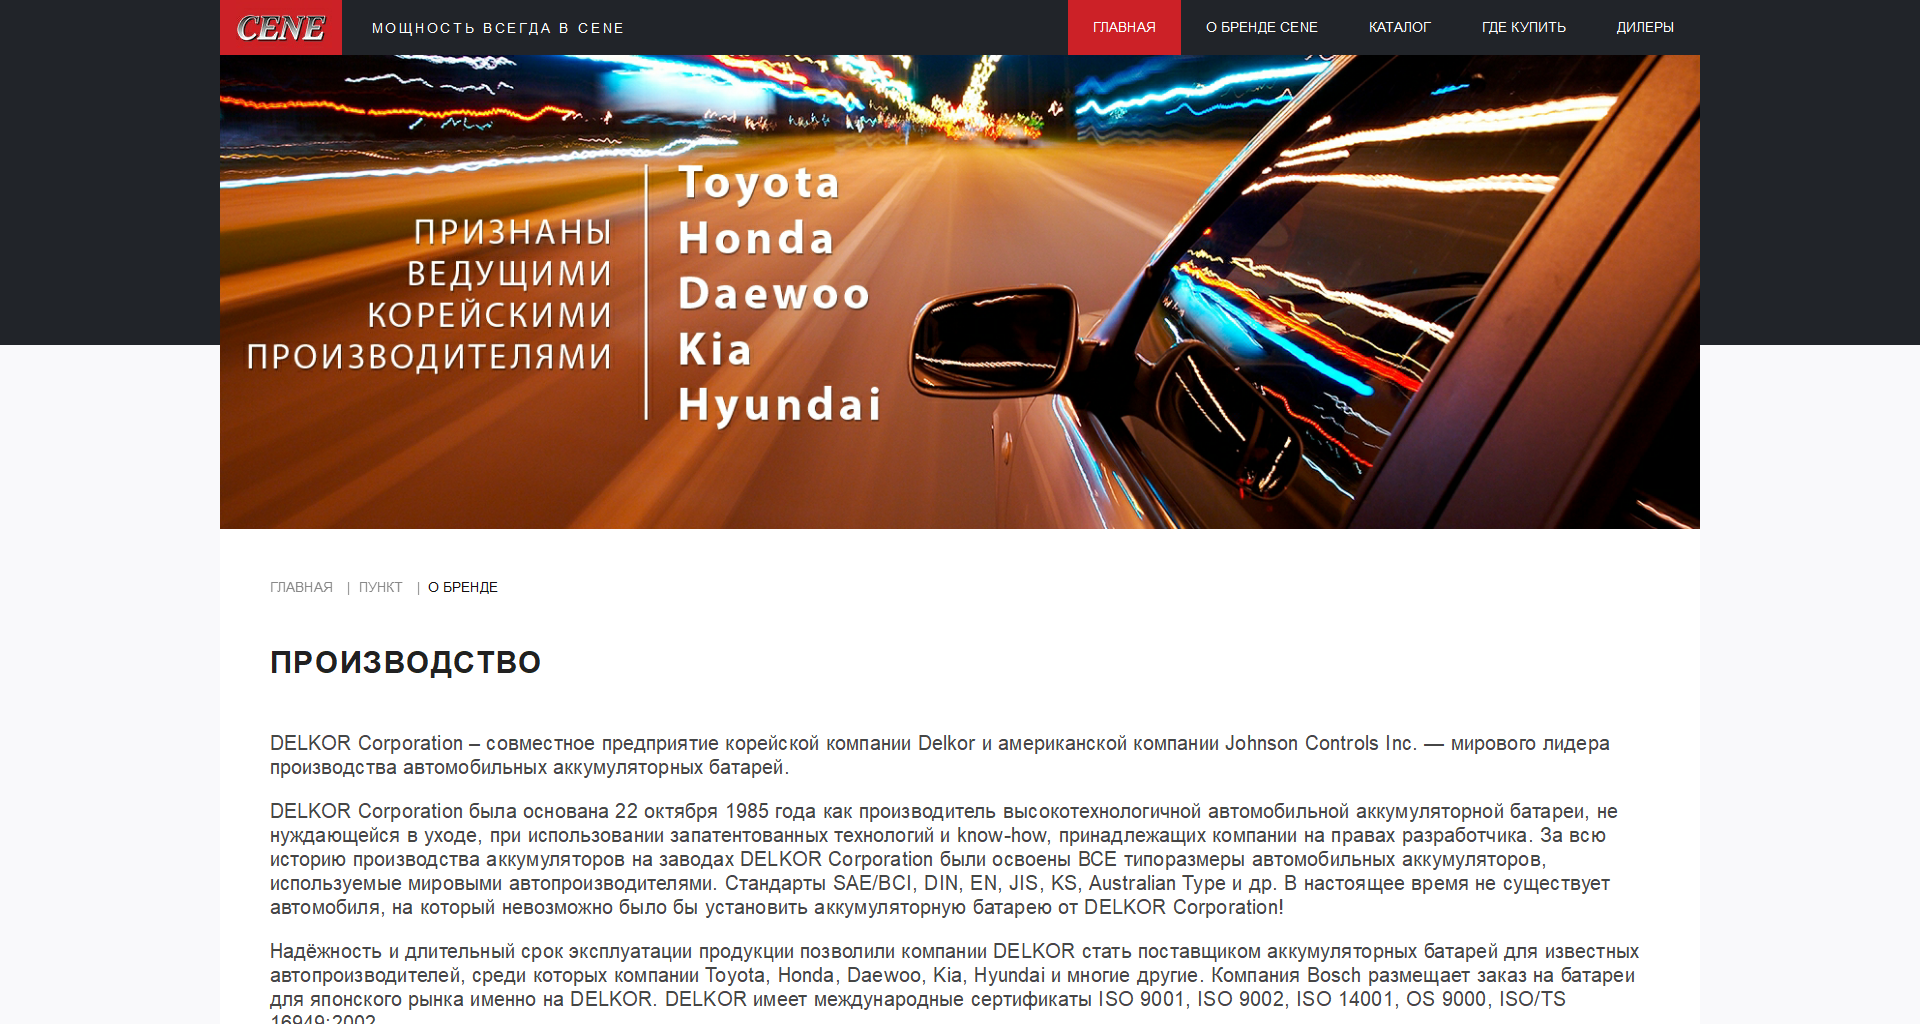 CENE
МОЩНОСТЬ ВСЕГДА В CENE
ГЛАВНАЯ
О БРЕНДЕ CENE
КАТАЛОГ
ГДЕ КУПИТЬ
ДИЛЕРЫ
ПРИЗНАНЫ
ВЕДУЩИМИ
КОРЕЙСКИМИ
ПРОИЗВОДИТЕЛЯМИ
Toyota
Honda
Daewoo
Kia
Hyundai
ГЛАВНАЯ | ПУНКТ | О БРЕНДЕ
ПРОИЗВОДСТВО
DELKOR Corporation – совместное предприятие корейской компании Delkor и американской компании Johnson Controls Inc. — мирового лидера
производства автомобильных аккумуляторных батарей.
DELKOR Corporation была основана 22 октября 1985 года как производитель высокотехнологичной автомобильной аккумуляторной батареи, не
нуждающейся в уходе, при использовании запатентованных технологий и know-how, принадлежащих компании на правах разработчика. За всю
историю производства аккумуляторов на заводах DELKOR Corporation были освоены ВСЕ типоразмеры автомобильных аккумуляторов,
используемые мировыми автопроизводителями. Стандарты SAE/BCI, DIN, EN, JIS, KS, Australian Type и др. В настоящее время не существует
автомобиля, на который невозможно было бы установить аккумуляторную батарею от DELKOR Corporation!
Надёжность и длительный срок эксплуатации продукции позволили компании DELKOR стать поставщиком аккумуляторных батарей для известных
автопроизводителей, среди которых компании Toyota, Honda, Daewoo, Kia, Hyundai и многие другие. Компания Bosch размещает заказ на батареи
для японского рынка именно на DELKOR. DELKOR имеет международные сертификаты ISO 9001, ISO 9002, ISO 14001, OS 9000, ISO/TS
16949:2002